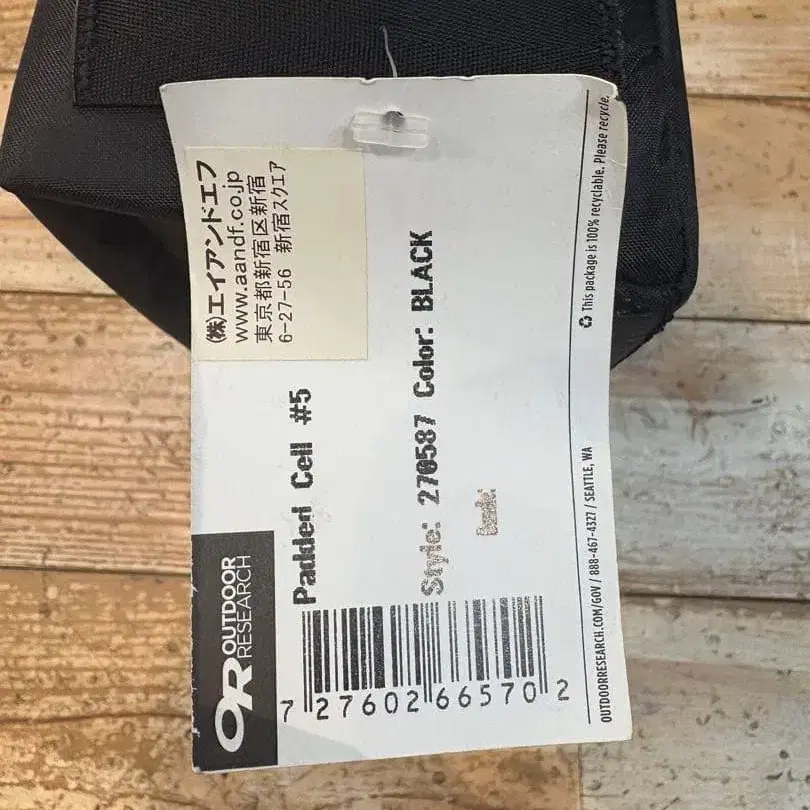 OR OUTDOOR
RESEARCH
Padded Cell #5
(株)エイアンドエフ
www.aandf.co.jp
東京都新宿区新宿
6-27-56 新宿スクエア
Style: 270587 Color: BLACK
7 27602 66570 2
OUTDOORRESEARCH.COM/GOV / 888-467-4327 / SEATTLE, WA
♻ This package is 100% recyclable. Please recycle.